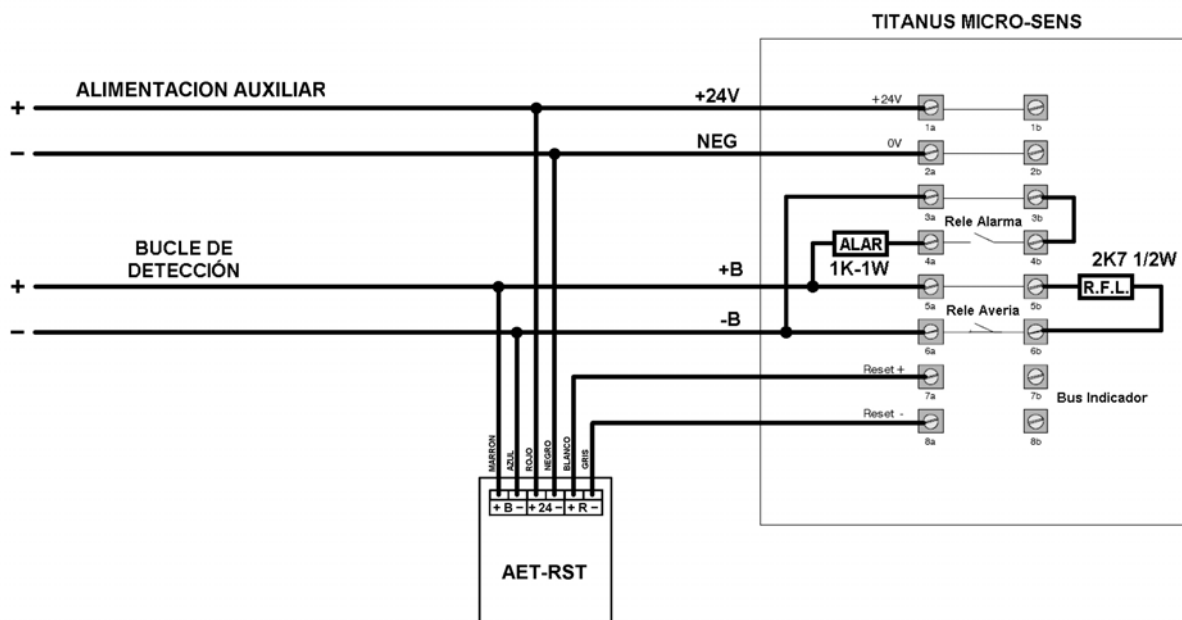 TITANUS MICRO-SENS
ALIMENTACION AUXILIAR
+
+24V
+24V
1a
1b
−
NEG
0V
2a
2b
3a
3b
Rele Alarma
BUCLE DE
DETECCIÓN
ALAR
1K-1W
4a
4b
2K7 1/2W
+
+B
5a
5b
R.F.L.
Rele Averia
−
-B
6a
6b
Reset +
7a
7b
Bus Indicador
Reset -
8a
8b
MARRON
AZUL
ROJO
NEGRO
BLANCO
GRIS
+ B − + 24 − + R −
AET-RST